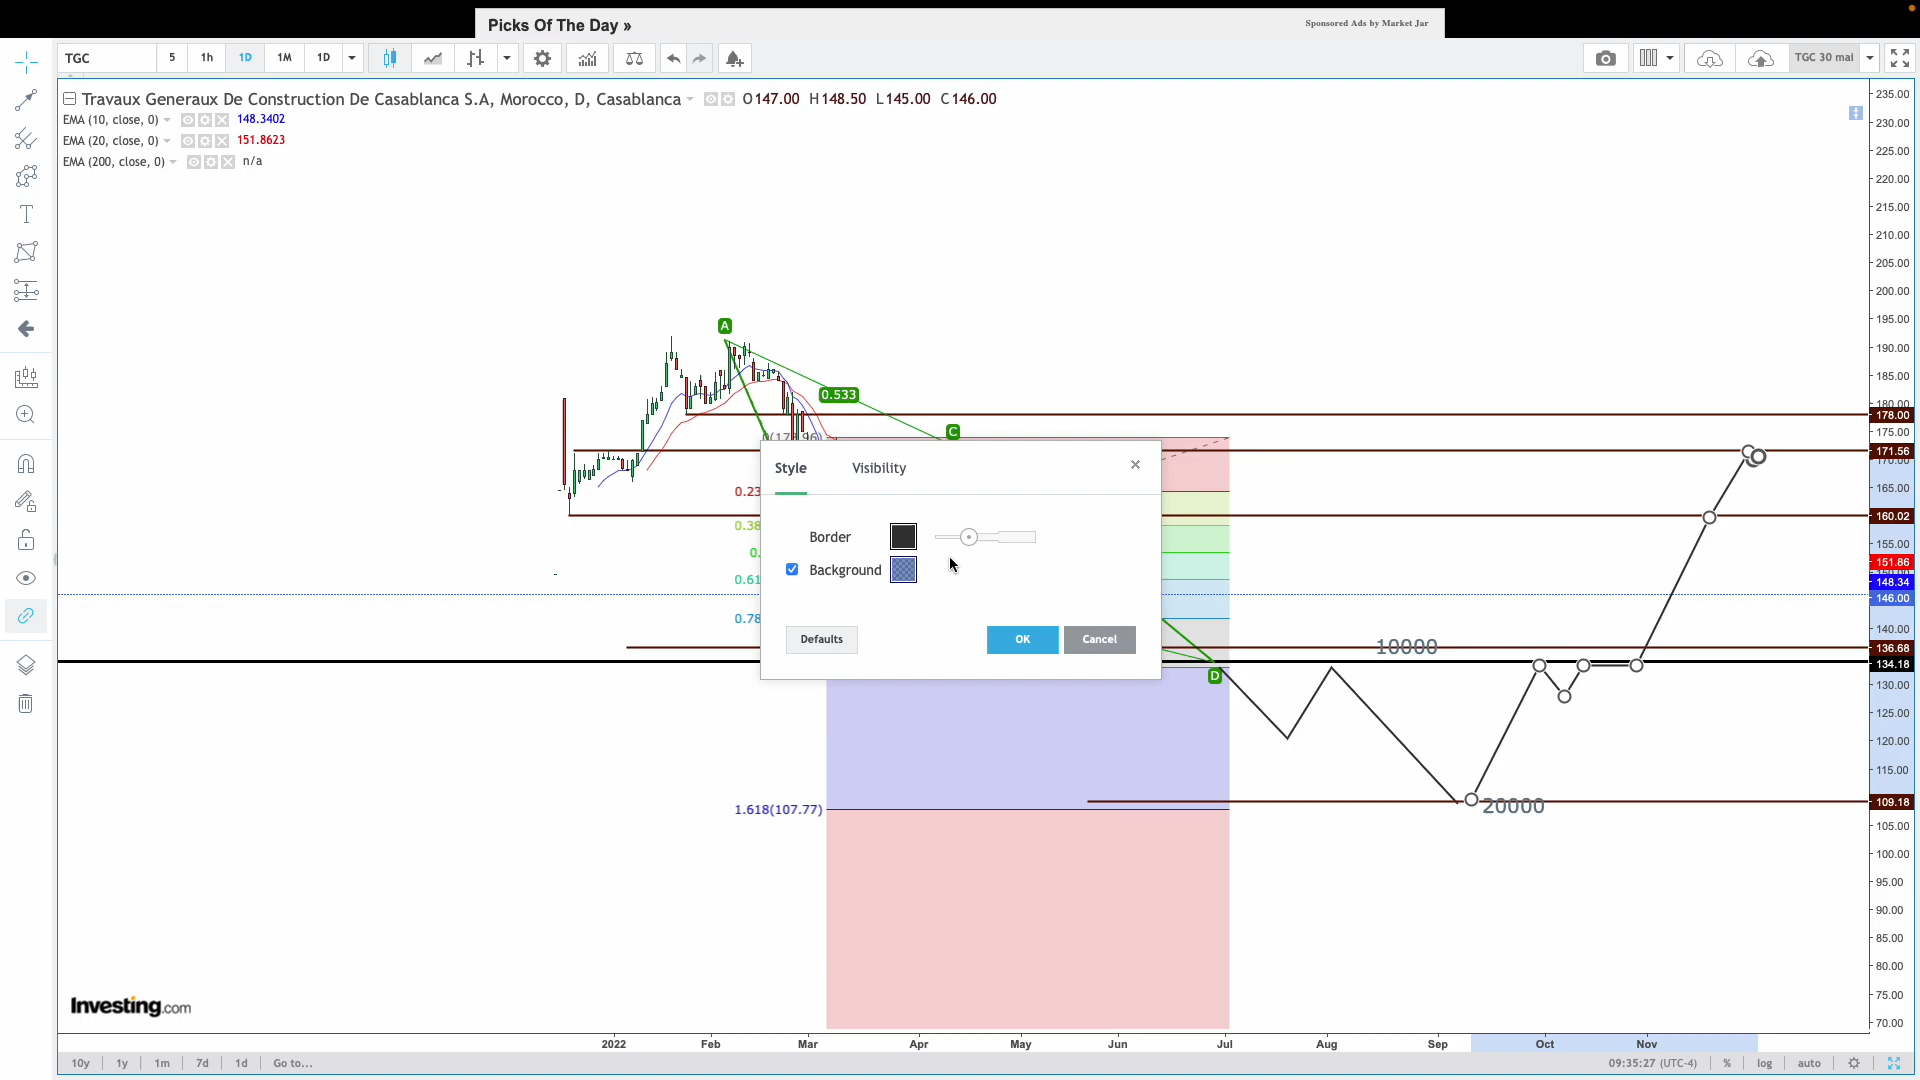 Picks Of The Day »
Sponsored Ads by Market Jar
TGC 5 1h 1D 1M 1D
TGC 30 mai
Travaux Generaux De Construction De Casablanca S.A, Morocco, D, Casablanca O147.00 H148.50 L145.00 C146.00
EMA (10, close, 0) 148.3402
EMA (20, close, 0) 151.8623
EMA (200, close, 0) n/a
235.00
230.00
225.00
220.00
215.00
210.00
205.00
200.00
195.00
190.00
185.00
180.00
178.00
175.00
171.56
170.00
165.00
160.02
155.00
151.86
148.34
146.00
140.00
136.68
134.18
130.00
125.00
120.00
115.00
109.18
105.00
100.00
95.00
90.00
85.00
80.00
75.00
70.00
A
0.533
C
D
0.23
0.38
0.
0.61
0.78
1.618(107.77)
10000
20000
Style Visibility
Border
Background
Defaults OK Cancel
Investing.com
2022 Feb Mar Apr May Jun Jul Aug Sep Oct Nov
10y 1y 1m 7d 1d Go to...
09:35:27 (UTC-4) % log auto